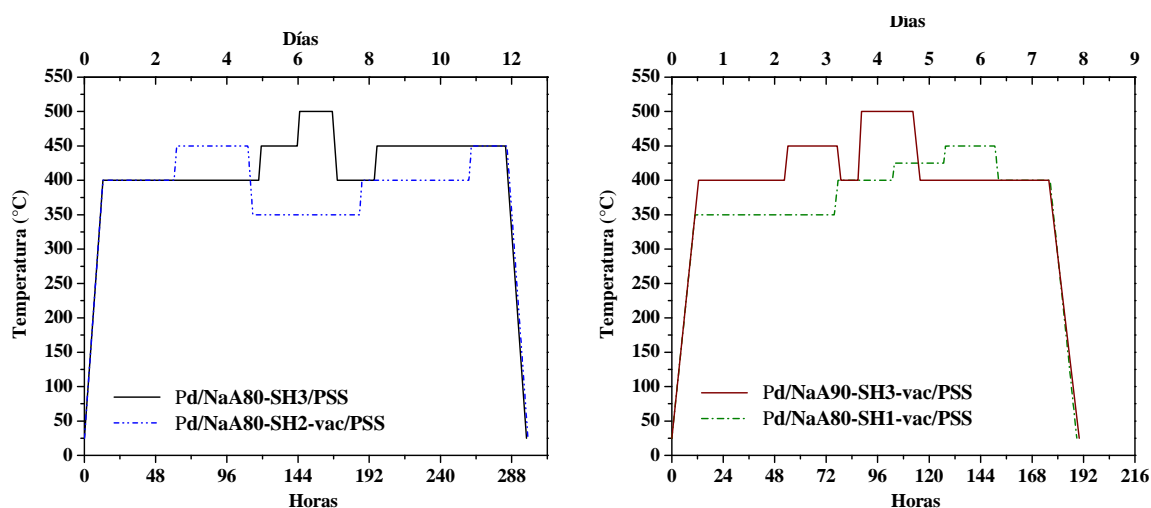 Días
0 2 4 6 8 10 12
550
500
450
400
350
300
250
200
150
100
50
0
Temperatura (°C)
Pd/NaA80-SH3/PSS
Pd/NaA80-SH2-vac/PSS
0 48 96 144 192 240 288
Horas
Días
0 1 2 3 4 5 6 7 8 9
550
500
450
400
350
300
250
200
150
100
50
0
Temperatura (°C)
Pd/NaA90-SH3-vac/PSS
Pd/NaA80-SH1-vac/PSS
0 24 48 72 96 120 144 168 192 216
Horas